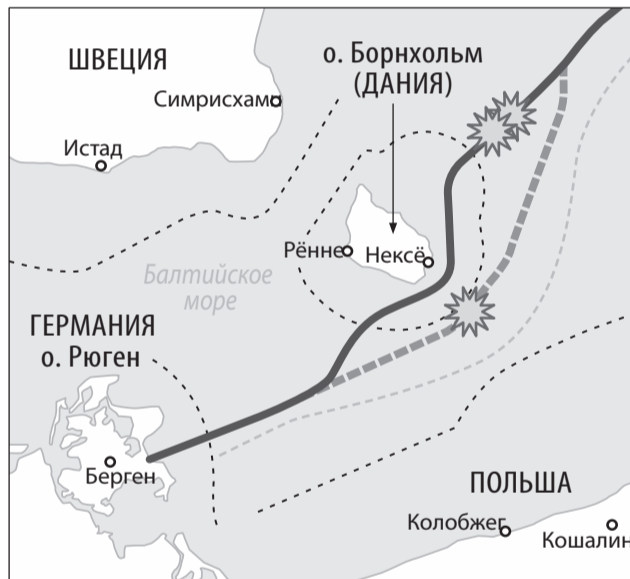 ШВЕЦИЯ
о. Борнхольм
(ДАНИЯ)
Симрисхамн
Истад
Рённе
Нексё
Балтийское
море
ГЕРМАНИЯ
о. Рюген
Берген
ПОЛЬША
Колобжег
Кошалин